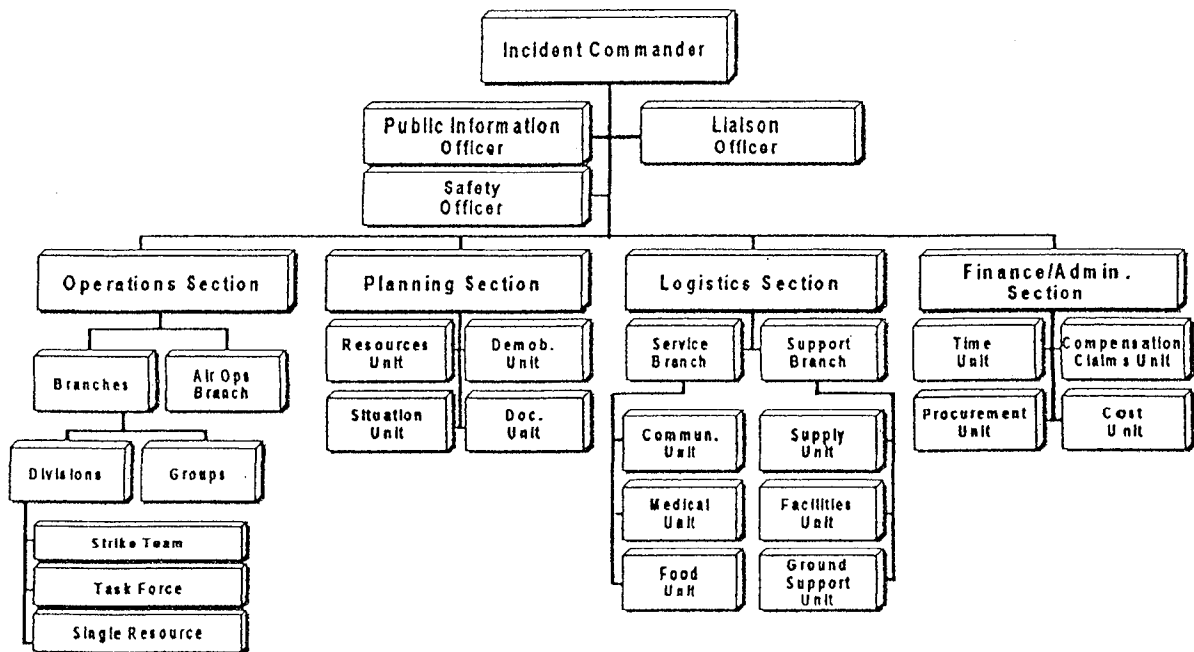 Incident Commander
Public Information
Officer
Liaison
Officer
Safety
Officer
Operations Section
Planning Section
Logistics Section
Finance/Admin.
Section
Branches
Air Ops
Branch
Resources
Unit
Demob.
Unit
Service
Branch
Support
Branch
Time
Unit
Compensation
Claims Unit
Situation
Unit
Doc.
Unit
Procurement
Unit
Cost
Unit
Divisions
Groups
Commun.
Unit
Supply
Unit
Medical
Unit
Facilities
Unit
Food
Unit
Ground
Support
Unit
Strike Team
Task Force
Single Resource